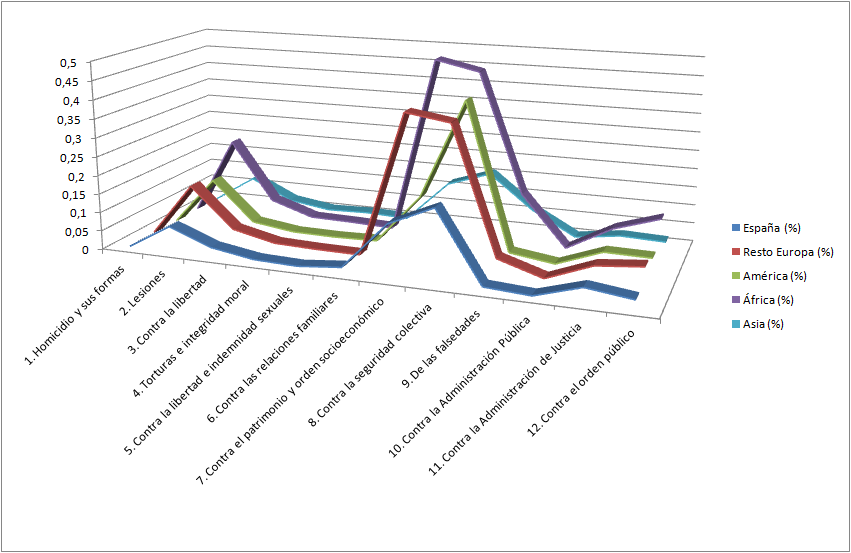 0,5
0,45
0,4
0,35
0,3
0,25
0,2
0,15
0,1
0,05
0
1. Homicidio y sus formas
2. Lesiones
3. Contra la libertad
4. Torturas e integridad moral
5. Contra la libertad e indemnidad sexuales
6. Contra las relaciones familiares
7. Contra el patrimonio y orden socioeconómico
8. Contra la seguridad colectiva
9. De las falsedades
10. Contra la Administración Pública
11. Contra la Administración de Justicia
12. Contra el orden público
España (%)
Resto Europa (%)
América (%)
África (%)
Asia (%)